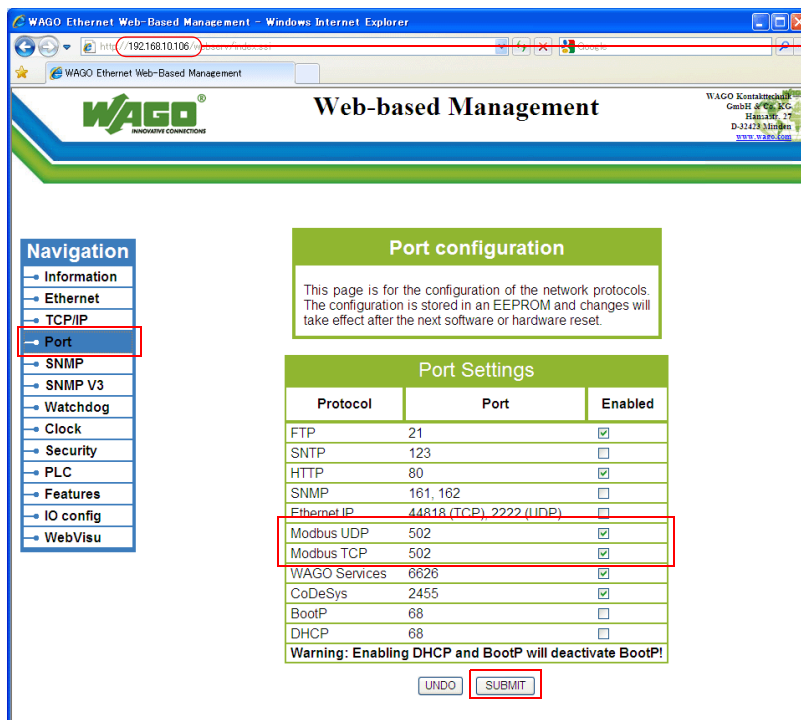 WAGO Ethernet Web-Based Management - Windows Internet Explorer
http://192.168.10.106/webserv/index.ssi
Google
WAGO Ethernet Web-Based Management
WAGO®
INNOVATIVE CONNECTIONS
Web-based Management
WAGO Kontakttechnik
GmbH & Co. KG
Hansastr. 27
D-32423 Minden
www.wago.com
Navigation
Information
Ethernet
TCP/IP
Port
SNMP
SNMP V3
Watchdog
Clock
Security
PLC
Features
IO config
WebVisu
Port configuration
This page is for the configuration of the network protocols.
The configuration is stored in an EEPROM and changes will
take effect after the next software or hardware reset.
Port Settings
Protocol Port Enabled
FTP 21
SNTP 123
HTTP 80
SNMP 161, 162
Ethernet IP 44818 (TCP), 2222 (UDP)
Modbus UDP 502
Modbus TCP 502
WAGO Services 6626
CoDeSys 2455
BootP 68
DHCP 68
Warning: Enabling DHCP and BootP will deactivate BootP!
UNDO SUBMIT